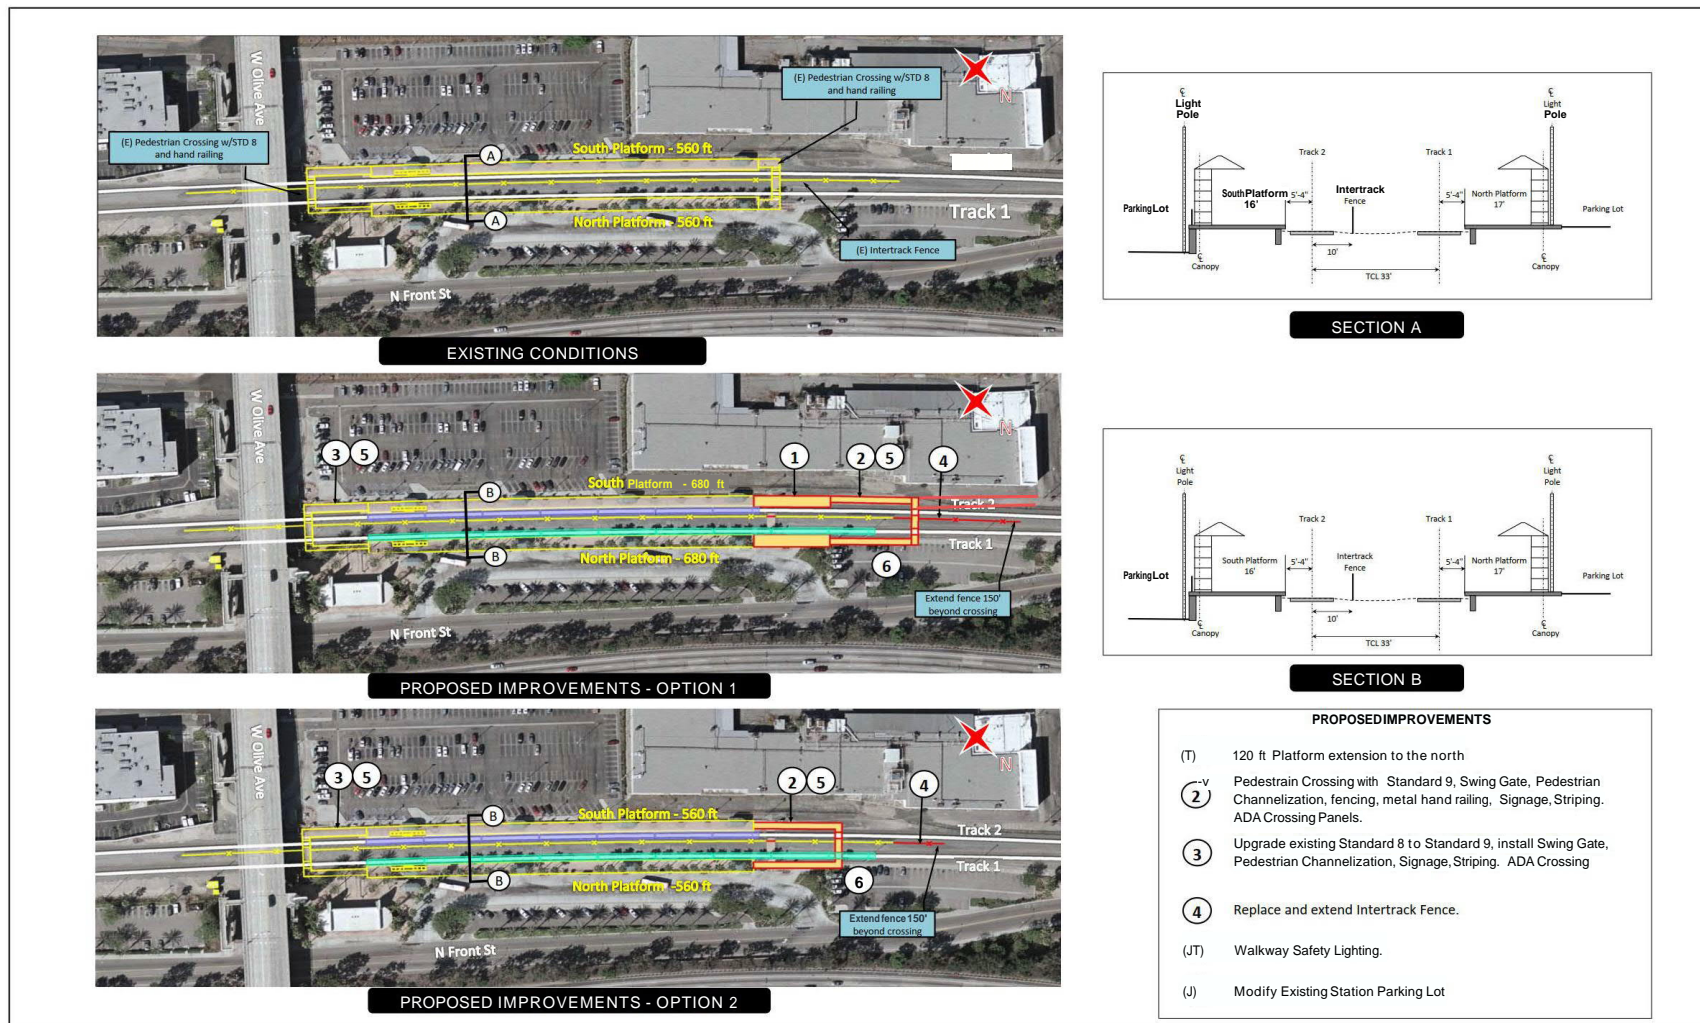 W Olive Ave
(E) Pedestrian Crossing w/STD 8
and hand railing
(E) Pedestrian Crossing w/STD 8
and hand railing
N
A
South Platform - 560 ft
A
North Platform - 560 ft
Track 1
(E) Intertrack Fence
N Front St
EXISTING CONDITIONS
℄
Light
Pole
℄
Light
Pole
Track 2
Track 1
South Platform
16'
5'-4"
Intertrack
Fence
5'-4"
North Platform
17'
Parking Lot
Parking Lot
10'
℄
Canopy
℄
Canopy
TCL 33'
SECTION A
W Olive Ave
N
3
5
1
2
5
4
South Platform - 680 ft
B
Track 2
B
North Platform - 680 ft
Track 1
6
Extend fence 150'
beyond crossing
N Front St
PROPOSED IMPROVEMENTS - OPTION 1
℄
Light
Pole
℄
Light
Pole
Track 2
Track 1
South Platform
16'
5'-4"
Intertrack
Fence
5'-4"
North Platform
17'
Parking Lot
Parking Lot
10'
℄
Canopy
℄
Canopy
TCL 33'
SECTION B
W Olive Ave
N
3
5
2
5
4
South Platform - 560 ft
B
Track 2
B
North Platform -560 ft
Track 1
6
Extend fence 150'
beyond crossing
N Front St
PROPOSED IMPROVEMENTS - OPTION 2
PROPOSED IMPROVEMENTS
(T) 120 ft Platform extension to the north
-v
2 Pedestrain Crossing with Standard 9, Swing Gate, Pedestrian
Channelization, fencing, metal hand railing, Signage, Striping.
ADA Crossing Panels.
3 Upgrade existing Standard 8 to Standard 9, install Swing Gate,
Pedestrian Channelization, Signage, Striping. ADA Crossing
4 Replace and extend Intertrack Fence.
(JT) Walkway Safety Lighting.
(J) Modify Existing Station Parking Lot